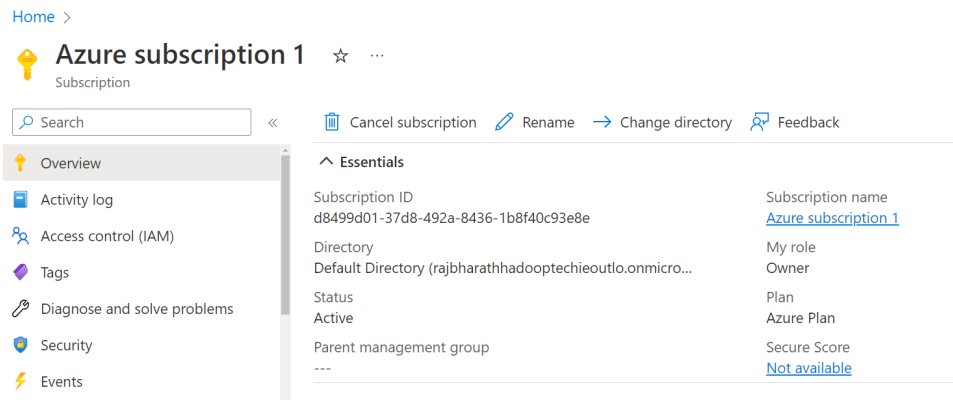 Home >
Azure subscription 1
Subscription
Search
Cancel subscription Rename Change directory Feedback
Overview
Activity log
Access control (IAM)
Tags
Diagnose and solve problems
Security
Events
Essentials
Subscription ID
d8499d01-37d8-492a-8436-1b8f40c93e8e
Directory
Default Directory (rajbharathhadooptechieoutlo.onmicro...
Status
Active
Parent management group
---
Subscription name
Azure subscription 1
My role
Owner
Plan
Azure Plan
Secure Score
Not available